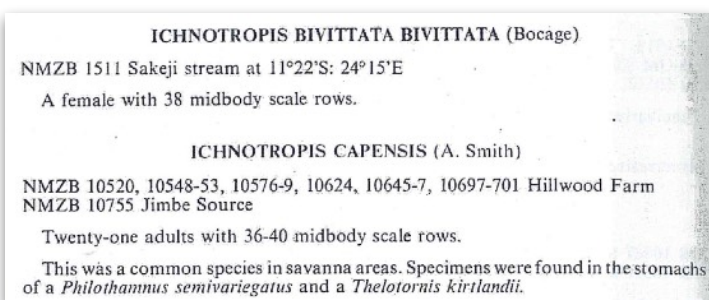 ICHNOTROPIS BIVITTATA BIVITTATA (Bocage)
NMZB 1511 Sakeji stream at 11°22'S: 24°15'E
A female with 38 midbody scale rows.
ICHNOTROPIS CAPENSIS (A. Smith)
NMZB 10520, 10548-53, 10576-9, 10624, 10645-7, 10697-701 Hillwood Farm
NMZB 10755 Jimbe Source
Twenty-one adults with 36-40 midbody scale rows.
This was a common species in savanna areas. Specimens were found in the stomachs
of a Philothamnus semivariegatus and a Thelotornis kirtlandii.